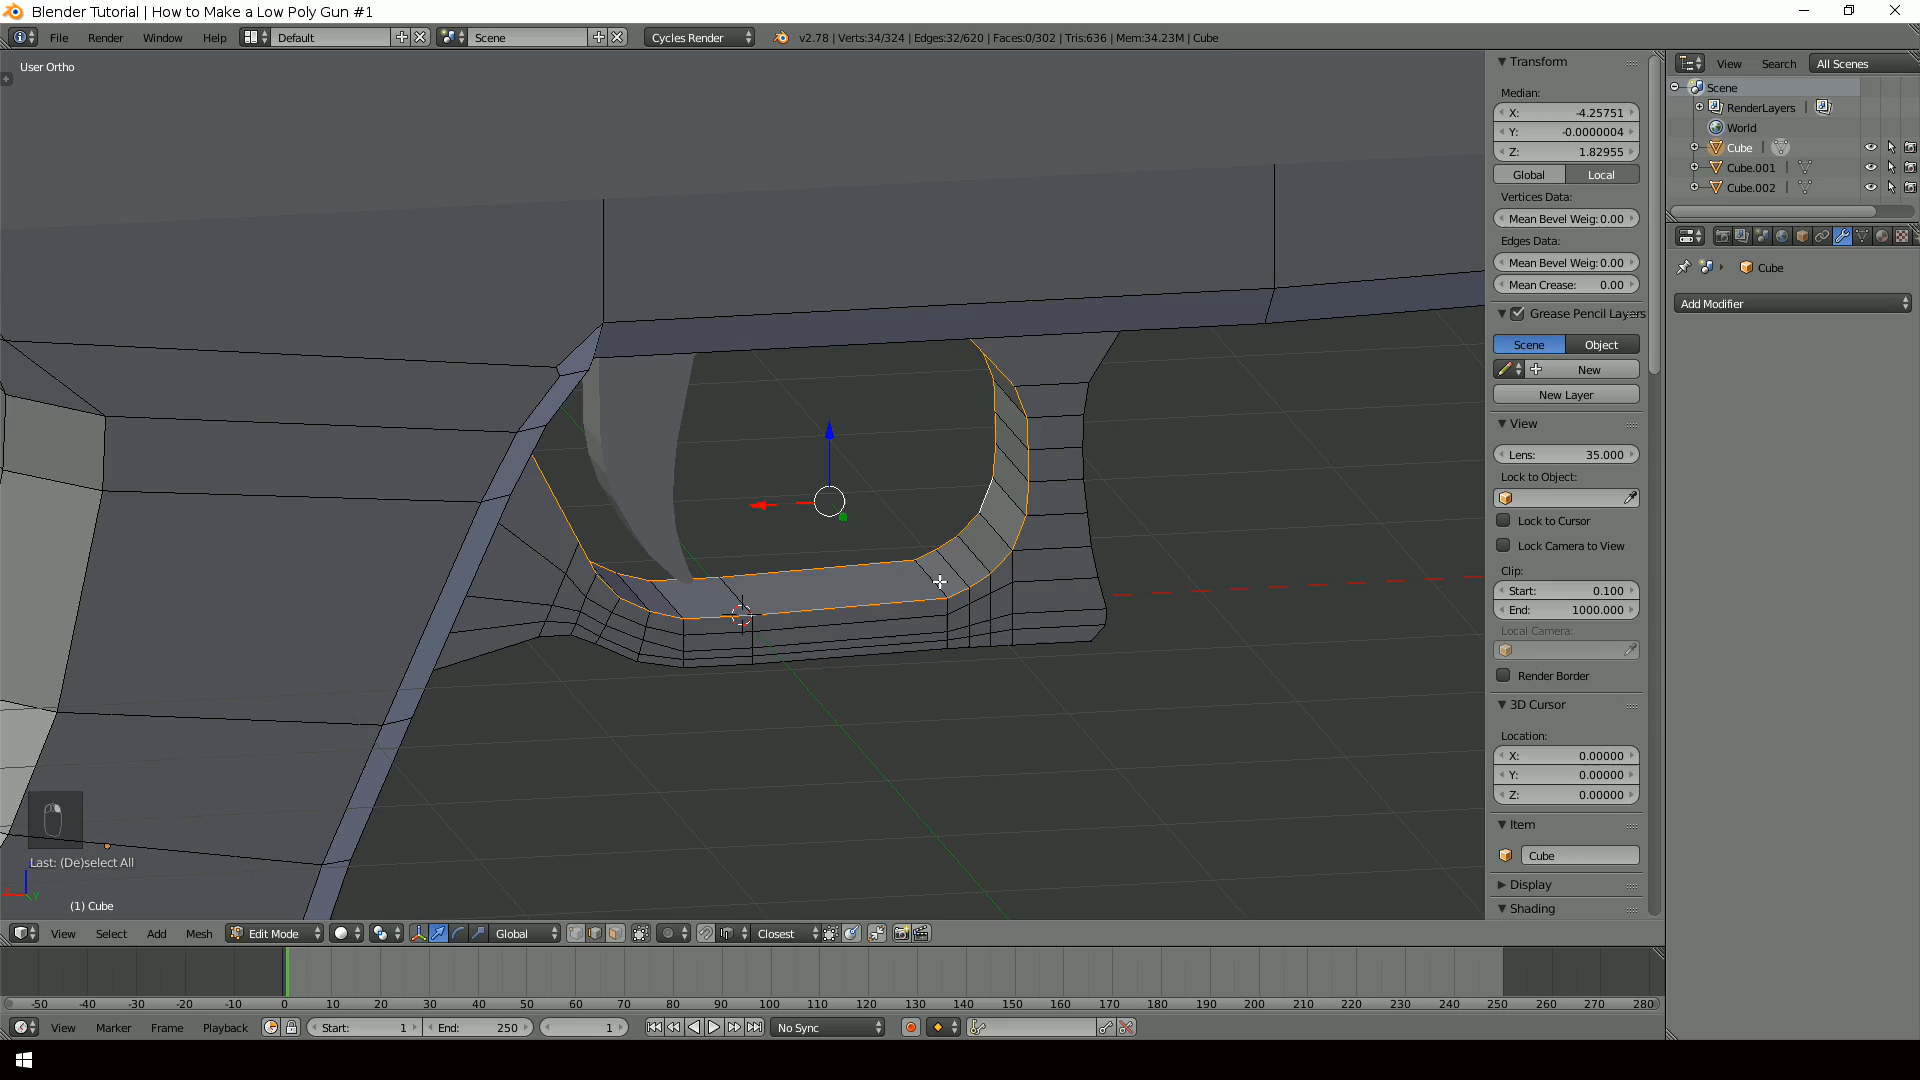 Blender Tutorial | How to Make a Low Poly Gun #1
File Render Window Help Default Scene Cycles Render v2.78 | Verts:34/324 | Edges:32/620 | Faces:0/302 | Tris:636 | Mem:34.23M | Cube
User Ortho
Transform
Median:
X: -4.25751
Y: -0.0000004
Z: 1.82955
Global Local
Vertices Data:
Mean Bevel Weig: 0.00
Edges Data:
Mean Bevel Weig: 0.00
Mean Crease: 0.00
Grease Pencil Layers
Scene Object
New
New Layer
View
Lens: 35.000
Lock to Object:
Lock to Cursor
Lock Camera to View
Clip:
Start: 0.100
End: 1000.000
Local Camera:
Render Border
3D Cursor
Location:
X: 0.00000
Y: 0.00000
Z: 0.00000
Item
Cube
Display
Shading
View Search All Scenes
Scene
RenderLayers
World
Cube
Cube.001
Cube.002
Cube
Add Modifier
Last: (De)select All
(1) Cube
View Select Add Mesh Edit Mode Global Closest
-50 -40 -30 -20 -10 0 10 20 30 40 50 60 70 80 90 100 110 120 130 140 150 160 170 180 190 200 210 220 230 240 250 260 270 280
View Marker Frame Playback Start: 1 End: 250 1 No Sync